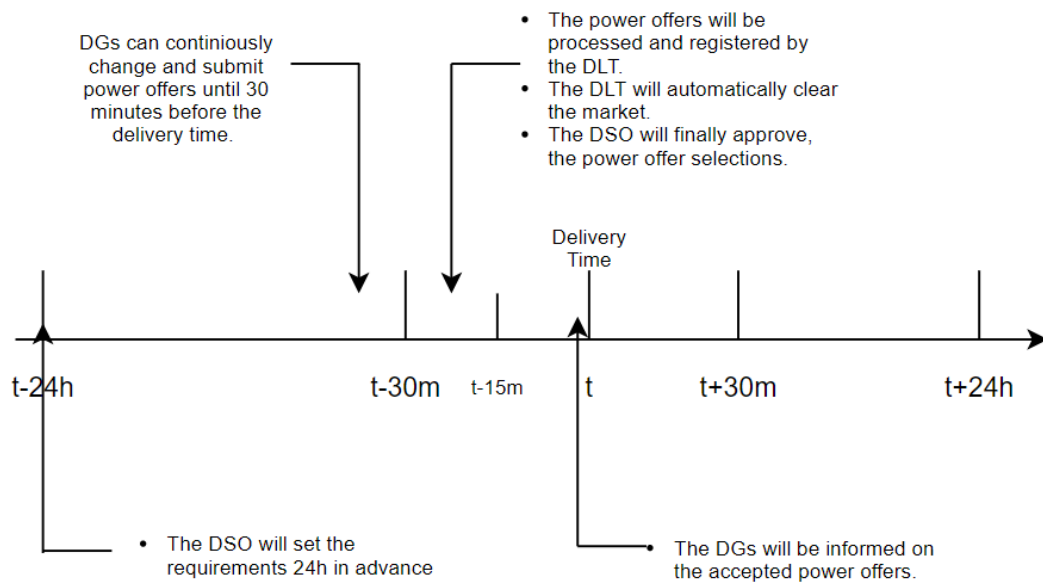 DGs can continiously
change and submit
power offers until 30
minutes before the
delivery time.
• The power offers will be
processed and registered by
the DLT.
• The DLT will automatically clear
the market.
• The DSO will finally approve,
the power offer selections.
Delivery
Time
t-24h
t-30m
t-15m
t
t+30m
t+24h
• The DSO will set the
requirements 24h in advance
• The DGs will be informed on
the accepted power offers.